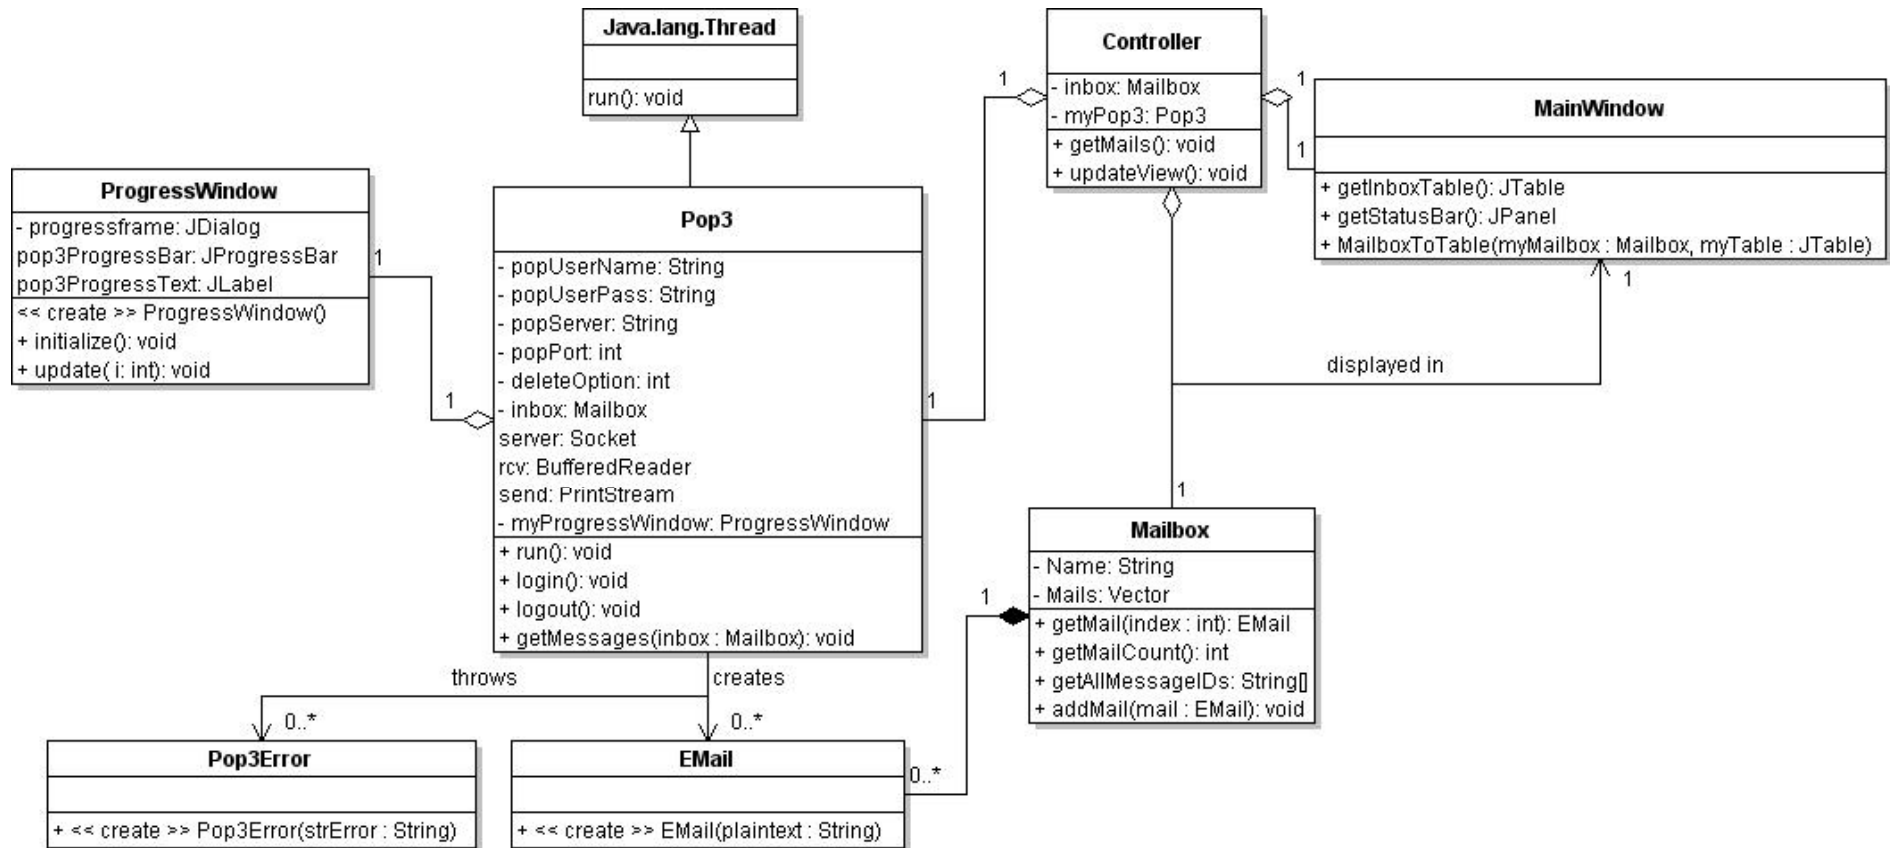 Java.lang.Thread
run(): void
Controller
- inbox: Mailbox
- myPop3: Pop3
+ getMails(): void
+ updateView(): void
1
1
1
MainWindow
+ getInboxTable(): JTable
+ getStatusBar(): JPanel
+ MailboxToTable(myMailbox : Mailbox, myTable : JTable)
1
displayed in
ProgressWindow
- progressframe: JDialog
pop3ProgressBar: JProgressBar
pop3ProgressText: JLabel
<< create >> ProgressWindow()
+ initialize(): void
+ update( i: int): void
1
1
Pop3
- popUserName: String
- popUserPass: String
- popServer: String
- popPort: int
- deleteOption: int
- inbox: Mailbox
server: Socket
rcv: BufferedReader
send: PrintStream
- myProgressWindow: ProgressWindow
+ run(): void
+ login(): void
+ logout(): void
+ getMessages(inbox : Mailbox): void
1
1
Mailbox
- Name: String
- Mails: Vector
+ getMail(index : int): EMail
+ getMailCount(): int
+ getAllMessageIDs: String[]
+ addMail(mail : EMail): void
1
throws
creates
0..*
0..*
Pop3Error
+ << create >> Pop3Error(strError : String)
EMail
+ << create >> EMail(plaintext : String)
0..*